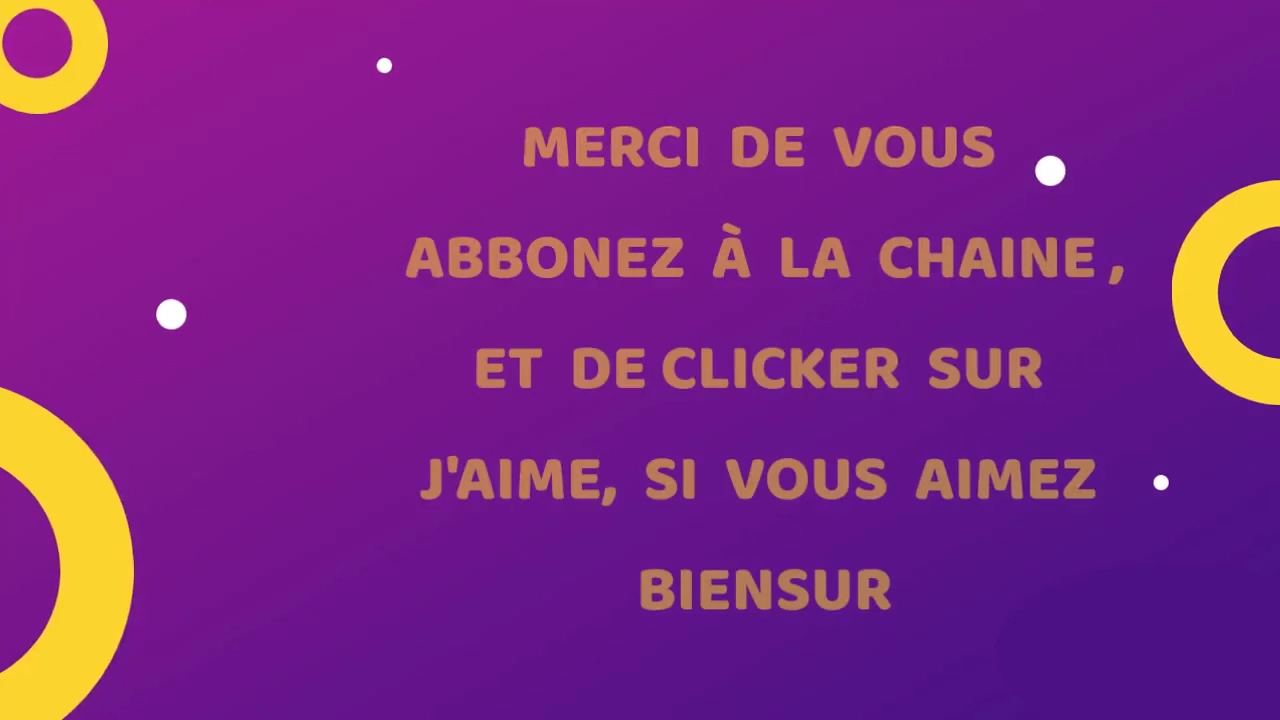 MERCI DE VOUS
ABBONEZ À LA CHAINE,
ET DE CLICKER SUR
J'AIME, SI VOUS AIMEZ
BIENSUR